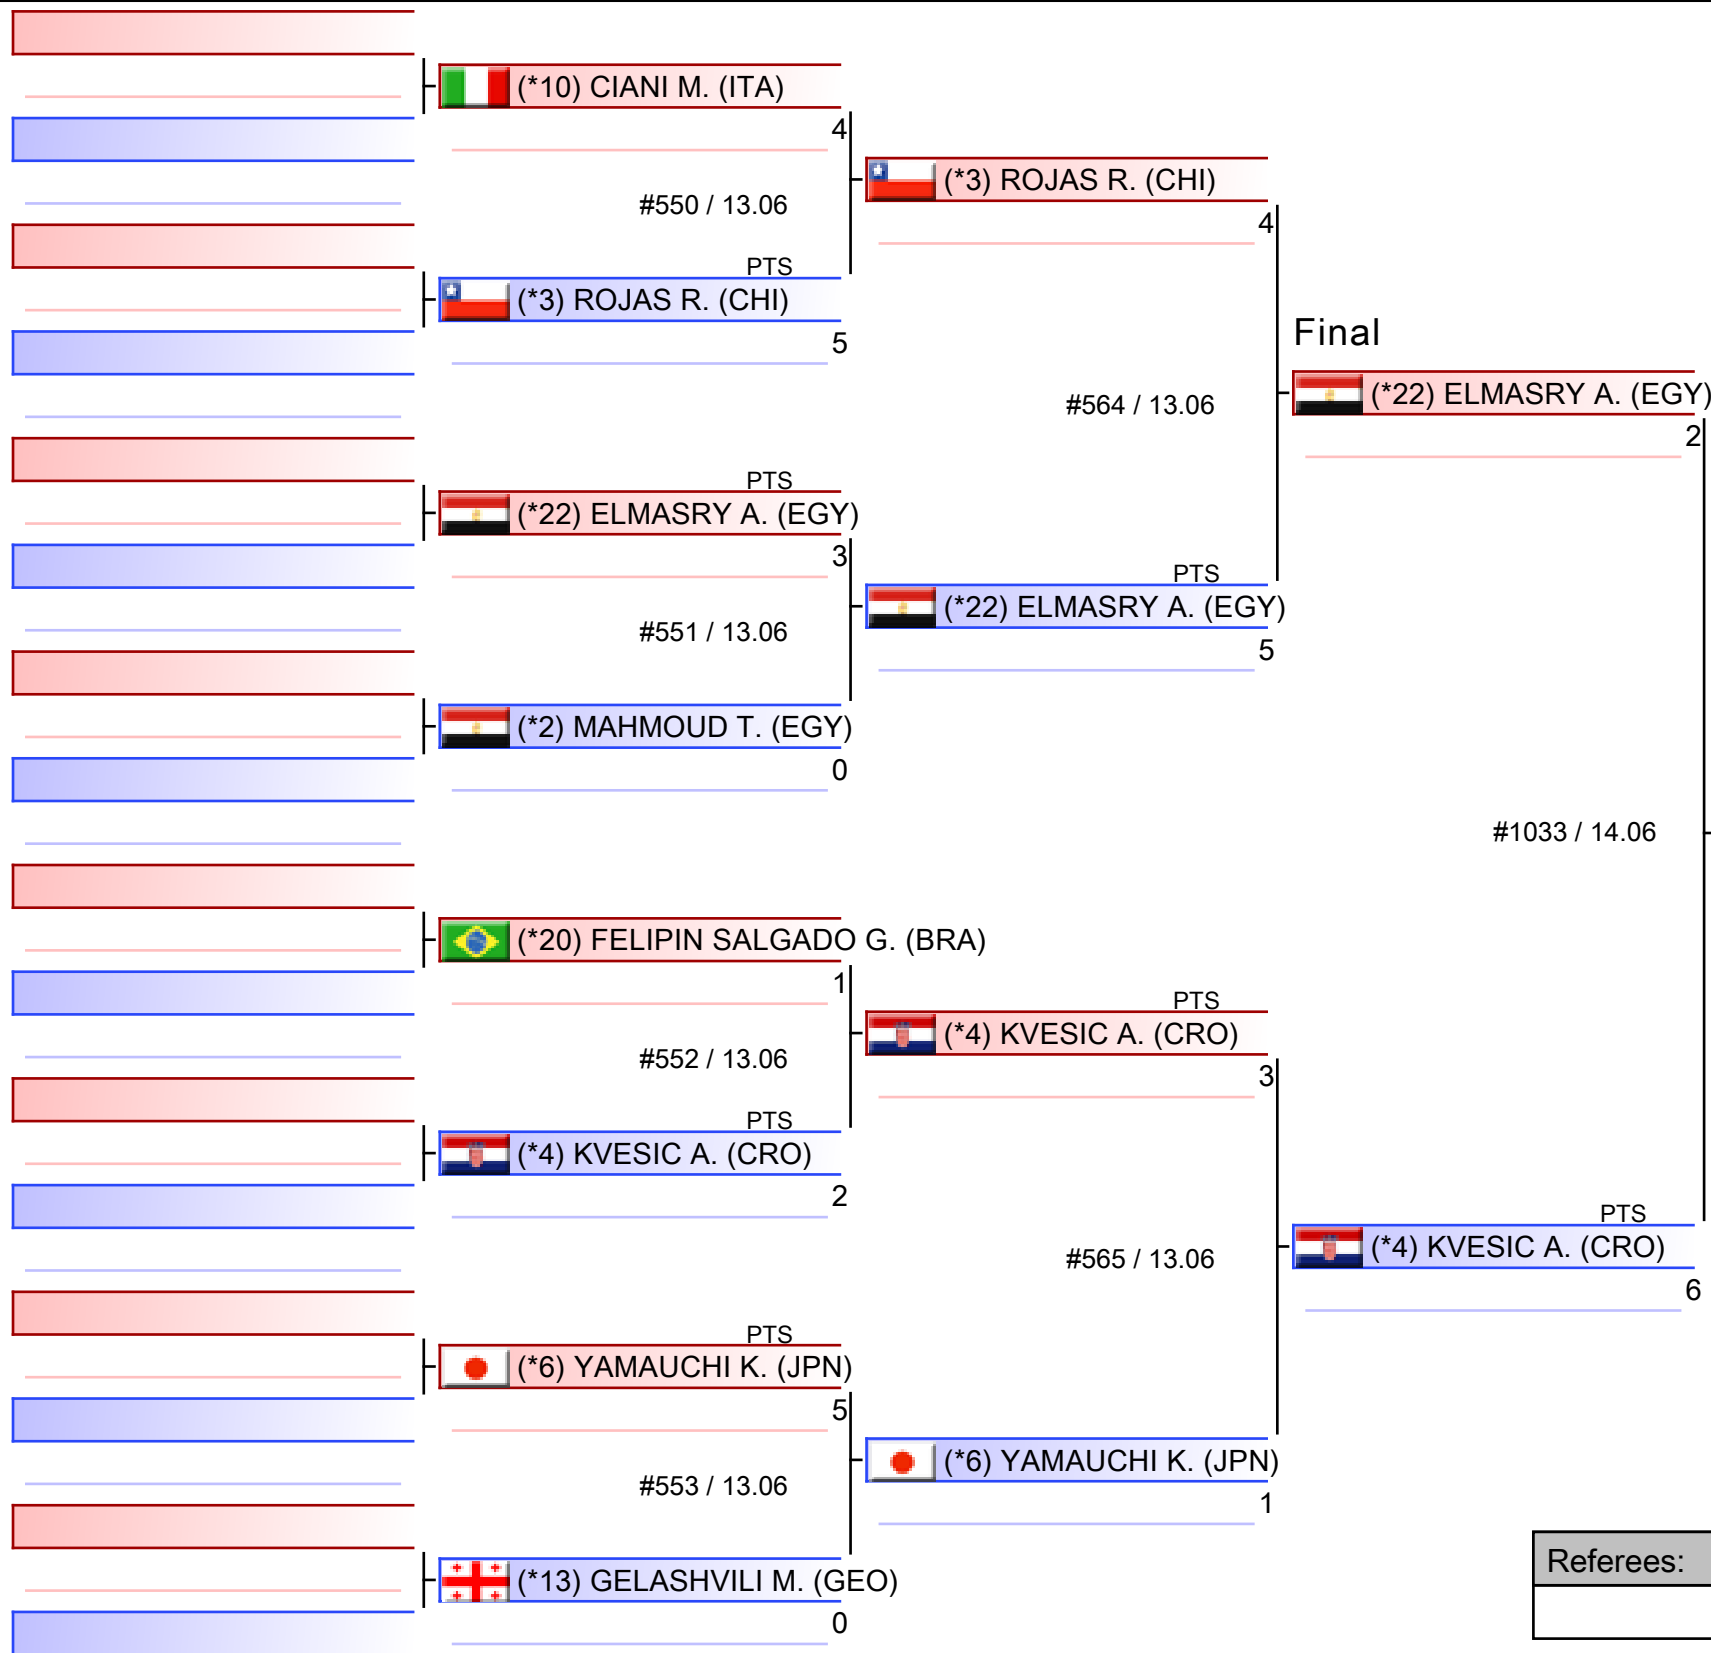 (*10) CIANI M. (ITA)
4
#550 / 13.06
PTS
(*3) ROJAS R. (CHI)
5
PTS
(*22) ELMASRY A. (EGY)
3
#551 / 13.06
(*2) MAHMOUD T. (EGY)
0
(*20) FELIPIN SALGADO G. (BRA)
1
#552 / 13.06
PTS
(*4) KVESIC A. (CRO)
2
PTS
(*6) YAMAUCHI K. (JPN)
5
#553 / 13.06
(*13) GELASHVILI M. (GEO)
0
(*3) ROJAS R. (CHI)
4
#564 / 13.06
PTS
(*22) ELMASRY A. (EGY)
5
PTS
(*4) KVESIC A. (CRO)
3
#565 / 13.06
(*6) YAMAUCHI K. (JPN)
1
Final
(*22) ELMASRY A. (EGY)
2
#1033 / 14.06
PTS
(*4) KVESIC A. (CRO)
6
Referees: